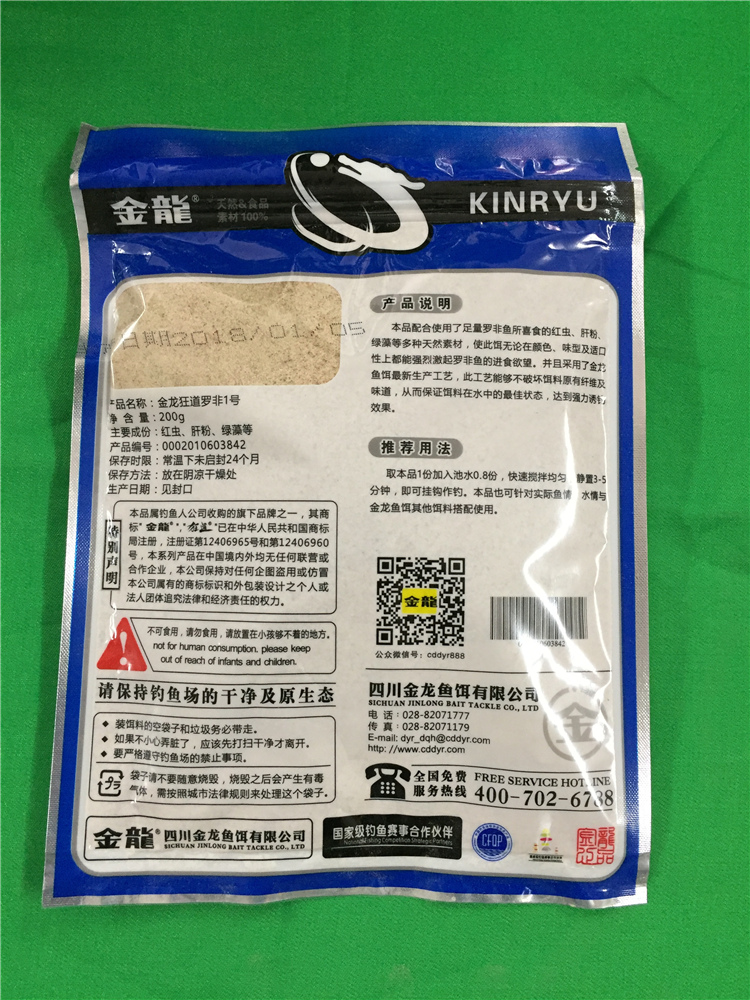 金龍®
天然&食品
素材100%
KINRYU
日期2018/01/05
产品说明
本品配合使用了足量罗非鱼所喜食的红虫、肝粉、
绿藻等多种天然素材，使此饵无论在颜色、味型及适口
性上都能强烈激起罗非鱼的进食欲望。并且采用了金龙
鱼饵最新生产工艺，此工艺能够不破坏饵料原有纤维及
味道，从而保证饵料在水中的最佳状态，达到强力诱钓
效果。
产品名称：金龙狂道罗非1号
净 含 量：200g
主要成份：红虫、肝粉、绿藻等
产品编号：0002010603842
保存时限：常温下未启封24个月
保存方法：放在阴凉干燥处
生产日期：见封口
推荐用法
取本品1份加入池水0.8份，快速搅拌均匀，静置3-5
分钟，即可挂钩作钓。本品也可针对实际鱼情、水情与
金龙鱼饵其他饵料搭配使用。
特别声明
本品属钓鱼人公司收购的旗下品牌之一，其商
标"金龍"，""已在中华人民共和国商标
局注册，注册证第12406965号和第12406960
号，本系列产品在中国境内外均无任何联营或
合作企业，本公司保持对任何企图盗用或仿置
本公司属有的商标标识和外包装设计之个人或
法人团体追究法律和经济责任的权力。
不可食用，请勿食用，请放置在小孩够不着的地方。
not for human consumption. please keep
out of reach of infants and children.
金龍
公众微信号：cddyr888
0603842
请保持钓鱼场的干净及原生态
装饵料的空袋子和垃圾务必带走。
如果不小心弄脏了，应该先打扫干净才离开。
要严格遵守钓鱼场的禁止事项。
プラ
袋子请不要随意烧毁，烧毁之后会产生有毒
气体，需按照城市法律规则来处理这个袋子。
四川金龙鱼饵有限公司
SICHUAN JINLONG BAIT TACKLE CO., LTD
电 话：028-82071777
传 真：028-82071179
E-mail: dyr_dqh@cddyr.com
http://www.cddyr.com
金
全国免费
服务热线
FREE SERVICE HOTLINE
400-702-6738
金龍® 四川金龙鱼饵有限公司
SICHUAN JINLONG BAIT TACKLE CO., LTD
国家级钓鱼赛事合作伙伴
National Fishing Competition Strategic Partners
CFQP